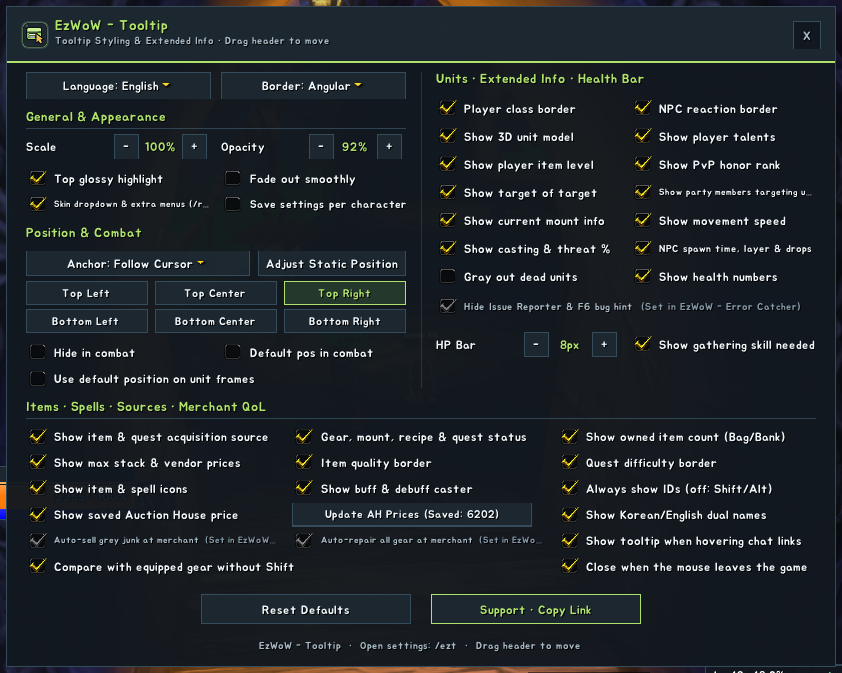 EzWoW - Tooltip
Tooltip Styling & Extended Info · Drag header to move
X
Language: English
Border: Angular
General & Appearance
Scale - 100% + Opacity - 92% +
Top glossy highlight
Fade out smoothly
Skin dropdown & extra menus (/r...
Save settings per character
Position & Combat
Anchor: Follow Cursor
Adjust Static Position
Top Left
Top Center
Top Right
Bottom Left
Bottom Center
Bottom Right
Hide in combat
Default pos in combat
Use default position on unit frames
Units · Extended Info · Health Bar
Player class border
NPC reaction border
Show 3D unit model
Show player talents
Show player item level
Show PvP honor rank
Show target of target
Show party members targeting u...
Show current mount info
Show movement speed
Show casting & threat %
NPC spawn time, layer & drops
Gray out dead units
Show health numbers
Hide Issue Reporter & F6 bug hint (Set in EzWoW - Error Catcher)
HP Bar - 8px +
Show gathering skill needed
Items · Spells · Sources · Merchant QoL
Show item & quest acquisition source
Gear, mount, recipe & quest status
Show owned item count (Bag/Bank)
Show max stack & vendor prices
Item quality border
Quest difficulty border
Show item & spell icons
Show buff & debuff caster
Always show IDs (off: Shift/Alt)
Show saved Auction House price
Update AH Prices (Saved: 6202)
Show Korean/English dual names
Auto-sell grey junk at merchant (Set in EzWoW...
Auto-repair all gear at merchant (Set in EzWo...
Show tooltip when hovering chat links
Compare with equipped gear without Shift
Close when the mouse leaves the game
Reset Defaults
Support · Copy Link
EzWoW - Tooltip · Open settings: /ezt · Drag header to move